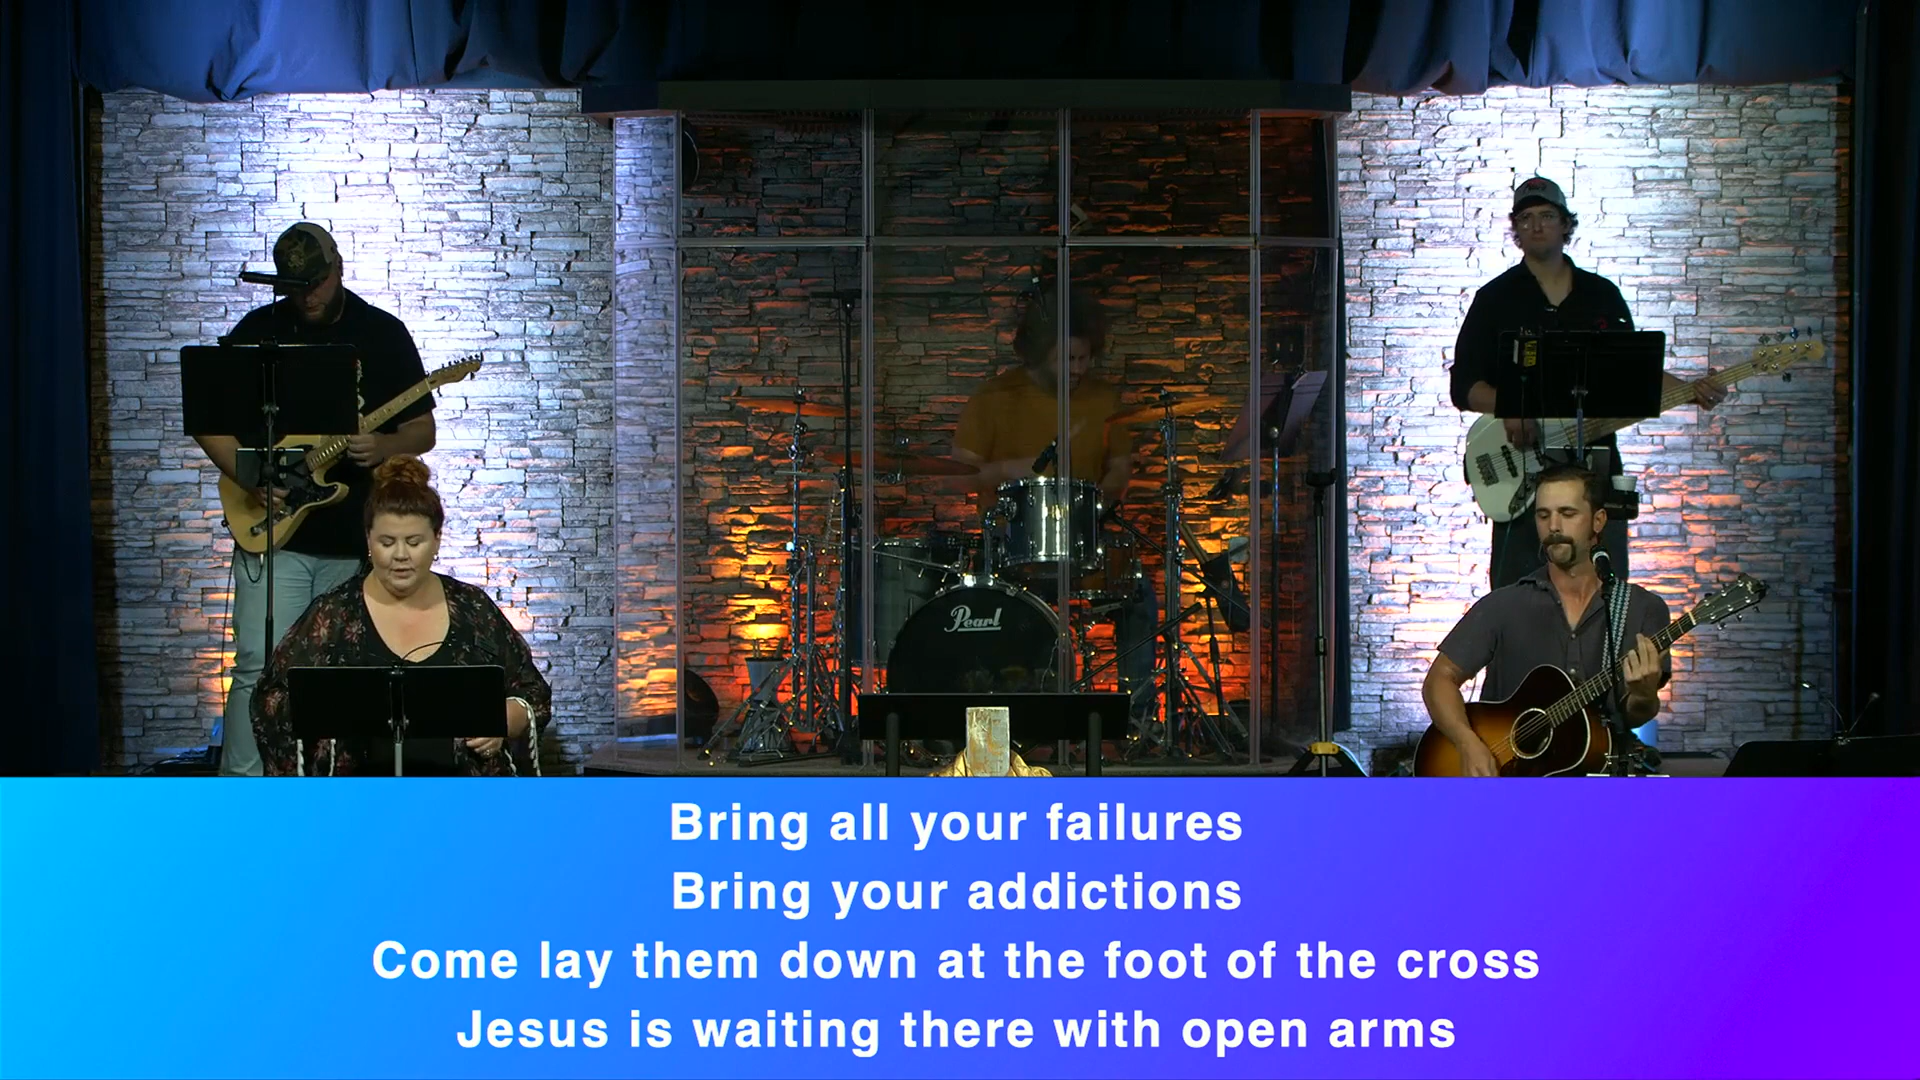 Pearl
Bring all your failures
Bring your addictions
Come lay them down at the foot of the cross
Jesus is waiting there with open arms